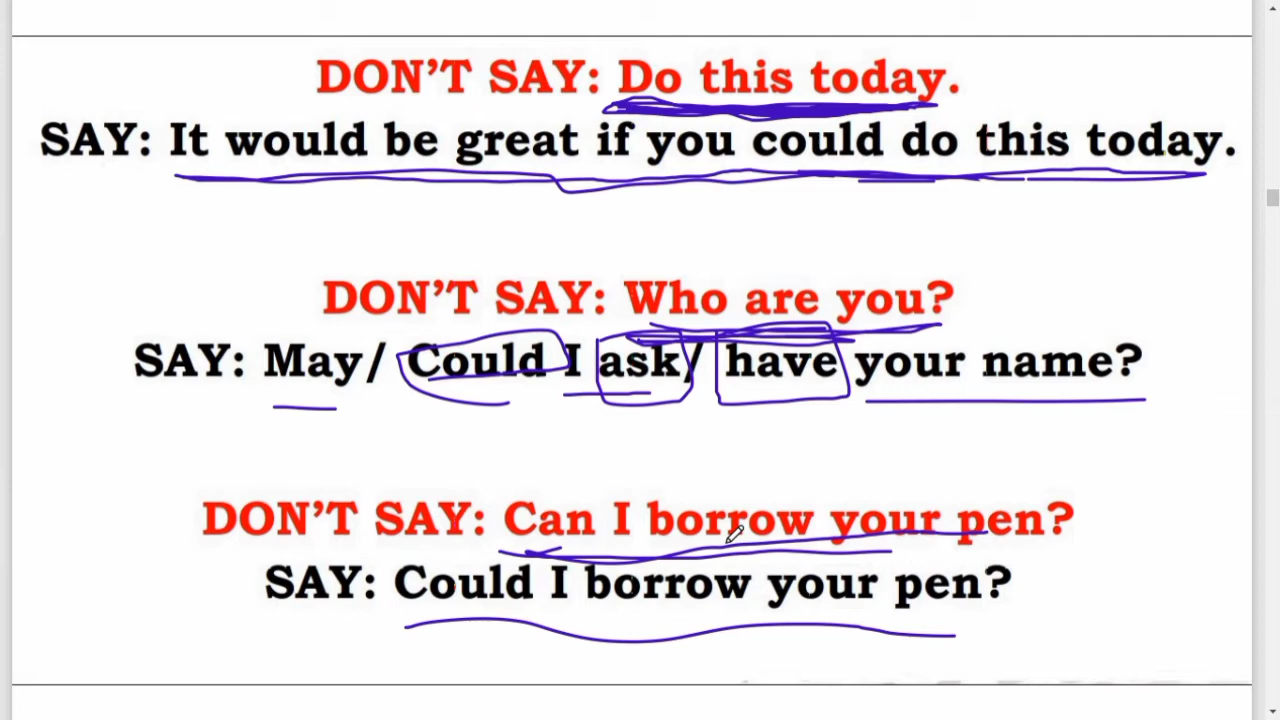 DON'T SAY: Do this today.
SAY: It would be great if you could do this today.
DON'T SAY: Who are you?
SAY: May/ Could I ask/ have your name?
DON'T SAY: Can I borrow your pen?
SAY: Could I borrow your pen?